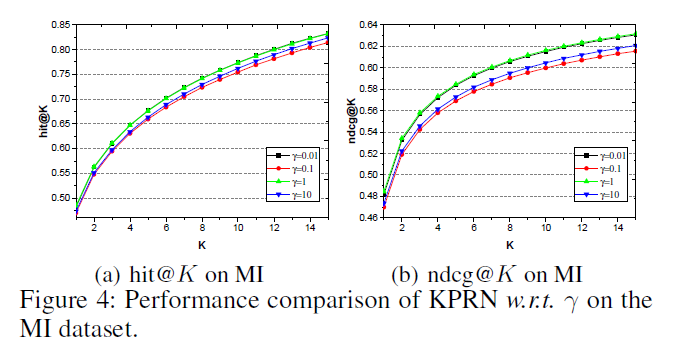 0.85
0.80
0.75
0.70
0.65
0.60
0.55
0.50
hit@K
γ=0.01
γ=0.1
γ=1
γ=10
2 4 6 8 10 12 14
K
0.64
0.62
0.60
0.58
0.56
0.54
0.52
0.50
0.48
0.46
ndcg@K
γ=0.01
γ=0.1
γ=1
γ=10
2 4 6 8 10 12 14
K
(a) hit@K on MI
(b) ndcg@K on MI
Figure 4: Performance comparison of KPRN w.r.t. γ on the
MI dataset.